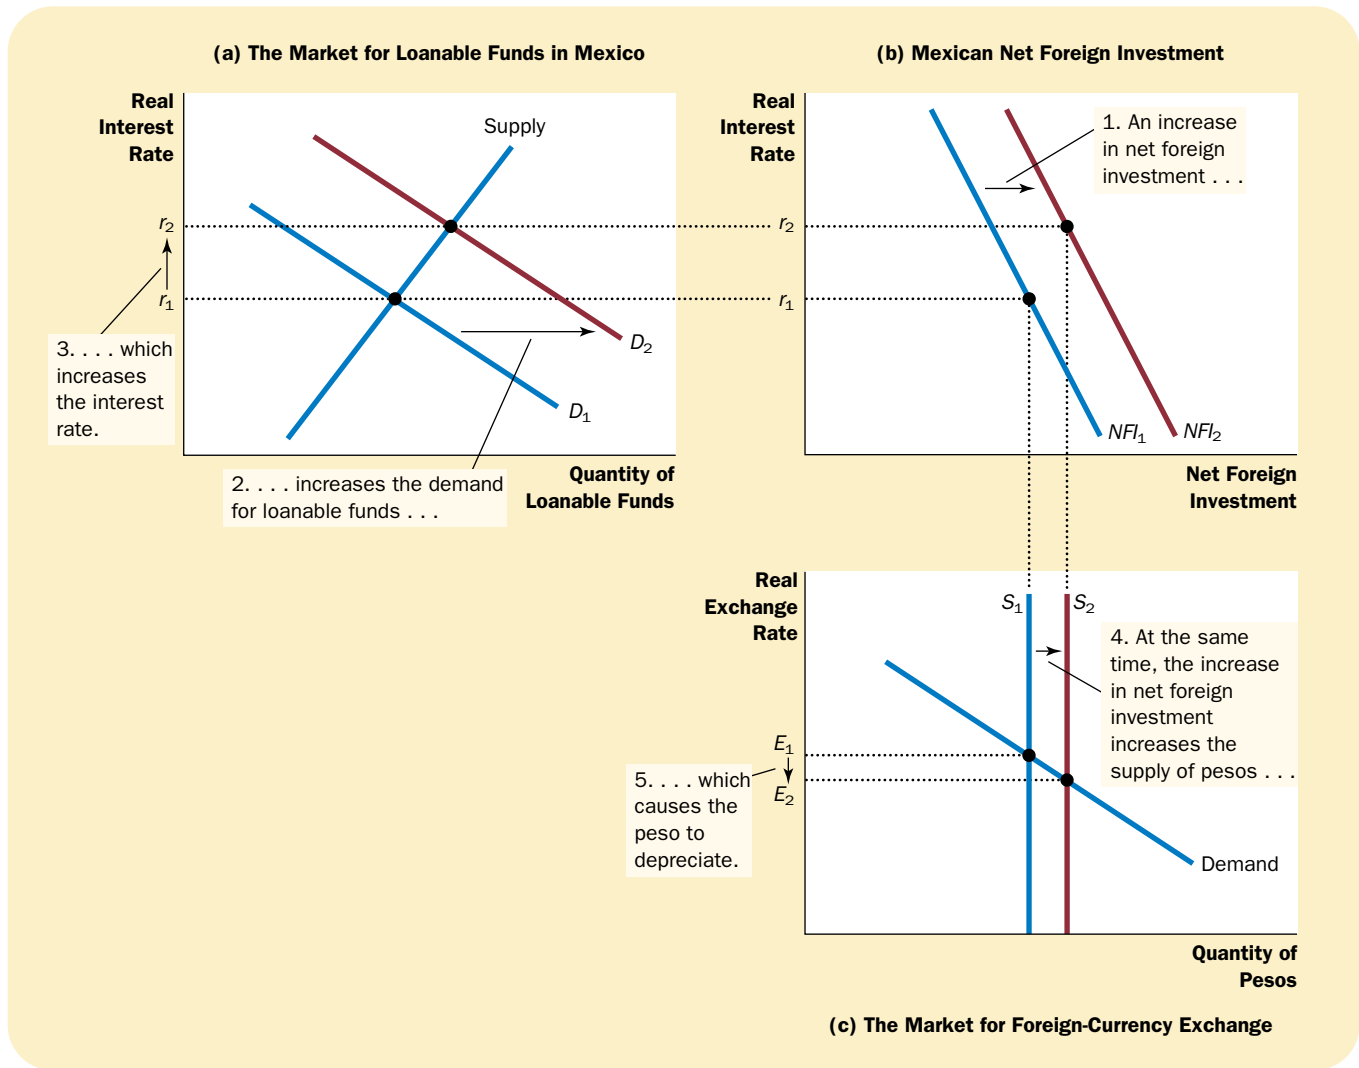 (a) The Market for Loanable Funds in Mexico
Real
Interest
Rate
Supply
r2
r1
D2
D1
3. . . . which
increases
the interest
rate.
2. . . . increases the demand
for loanable funds . . .
Quantity of
Loanable Funds
(b) Mexican Net Foreign Investment
Real
Interest
Rate
1. An increase
in net foreign
investment . . .
r2
r1
NFI1
NFI2
Net Foreign
Investment
Real
Exchange
Rate
S1
S2
4. At the same
time, the increase
in net foreign
investment
increases the
supply of pesos . . .
E1
E2
5. . . . which
causes the
peso to
depreciate.
Demand
Quantity of
Pesos
(c) The Market for Foreign-Currency Exchange